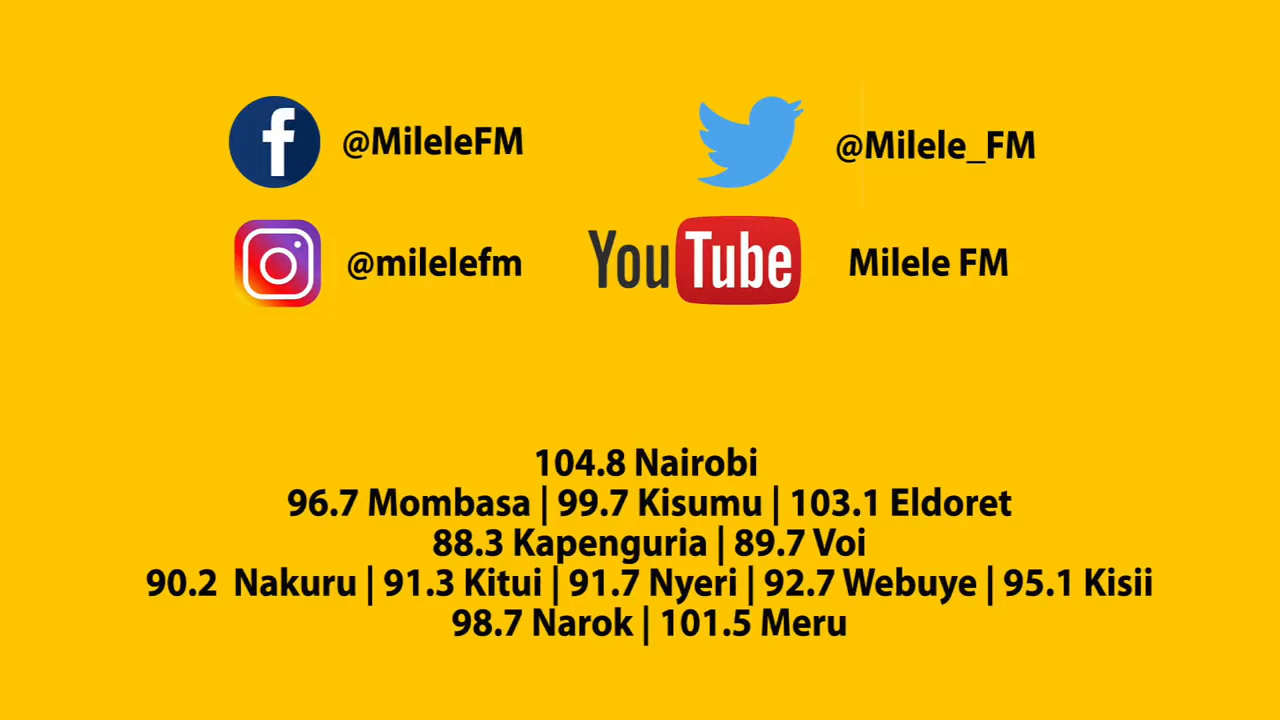 @MileleFM
@Milele_FM
@milelefm
YouTube Milele FM
104.8 Nairobi
96.7 Mombasa | 99.7 Kisumu | 103.1 Eldoret
88.3 Kapenguria | 89.7 Voi
90.2 Nakuru | 91.3 Kitui | 91.7 Nyeri | 92.7 Webuye | 95.1 Kisii
98.7 Narok | 101.5 Meru